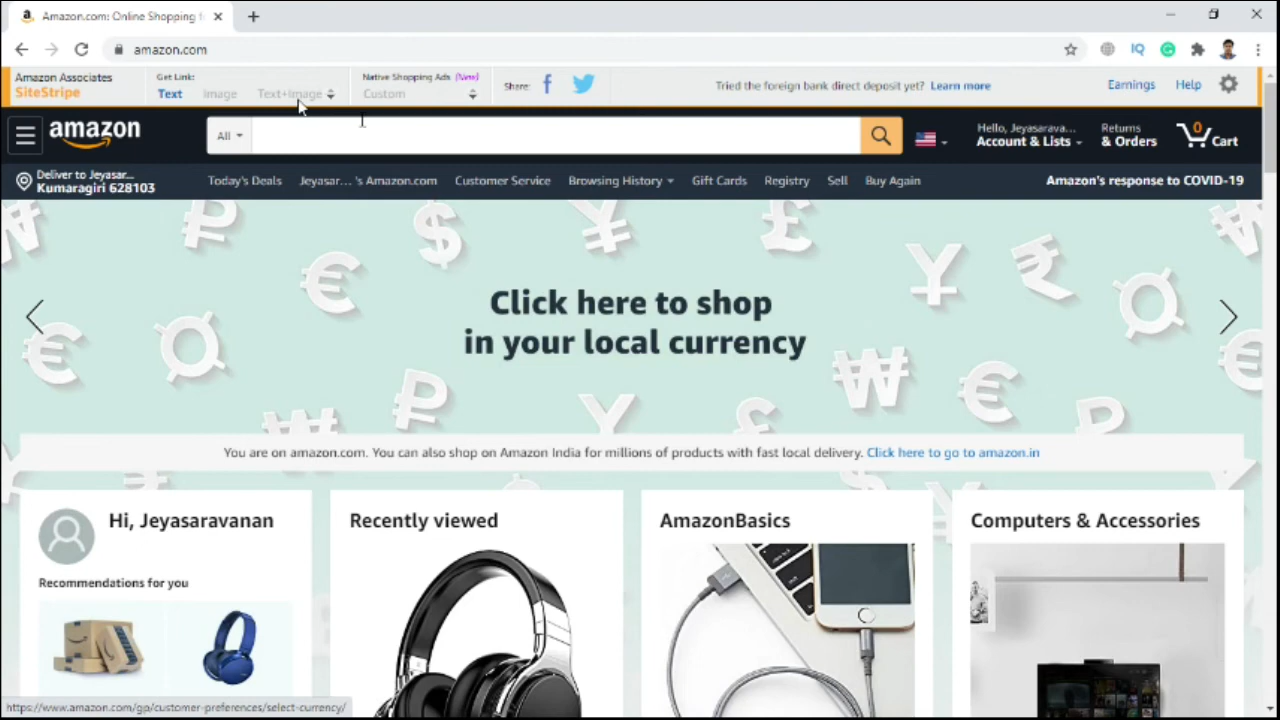 Amazon.com: Online Shopping fo
amazon.com
IQ
Amazon Associates
SiteStripe
Get Link:
Text Image Text+Image
Native Shopping Ads (New)
Custom
Share:
Tried the foreign bank direct deposit yet? Learn more
Earnings Help
amazon
All
Hello, Jeyasarava...
Account & Lists
Returns
& Orders
0
Cart
Deliver to Jeyasar...
Kumaragiri 628103
Today's Deals Jeyasar... 's Amazon.com Customer Service Browsing History Gift Cards Registry Sell Buy Again
Amazon's response to COVID-19
Click here to shop
in your local currency
You are on amazon.com. You can also shop on Amazon India for millions of products with fast local delivery. Click here to go to amazon.in
Hi, Jeyasaravanan
Recommendations for you
Recently viewed
AmazonBasics
Computers & Accessories
https://www.amazon.com/gp/customer-preferences/select-currency/